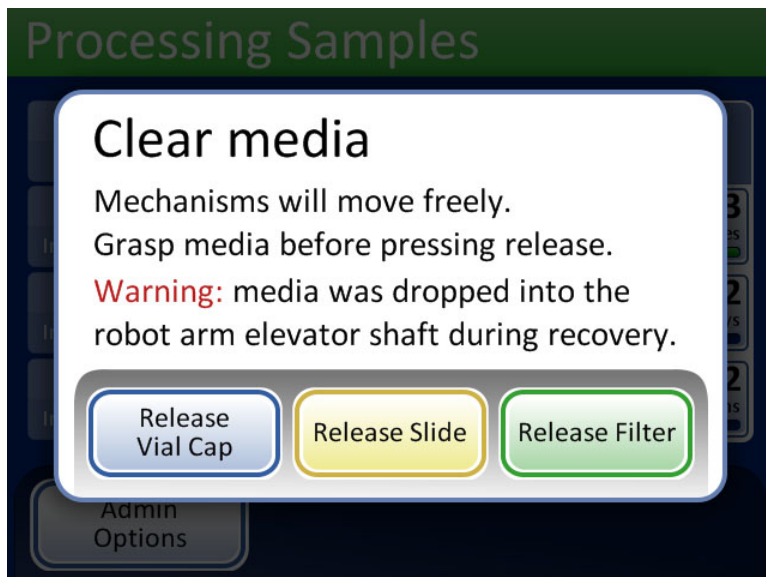 Processing Samples
Clear media
Mechanisms will move freely.
Grasp media before pressing release.
Warning: media was dropped into the
robot arm elevator shaft during recovery.
Release
Vial Cap
Release Slide
Release Filter
Admin
Options